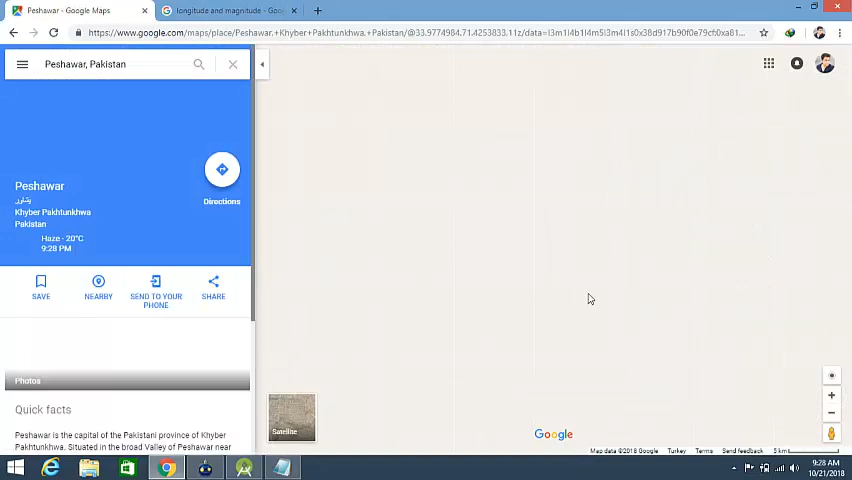 Peshawar - Google Maps
longitude and magnitude - Goo
https://www.google.com/maps/place/Peshawar,+Khyber+Pakhtunkhwa,+Pakistan/@33.9774984,71.4253833,11z/data=!3m1!4b1!4m5!3m4!1s0x38d917b90f0e79cf:0xa81...
Peshawar, Pakistan
Peshawar
پشاور
Khyber Pakhtunkhwa
Pakistan
Haze - 20°C
9:28 PM
Directions
SAVE
NEARBY
SEND TO YOUR PHONE
SHARE
Photos
Quick facts
Peshawar is the capital of the Pakistani province of Khyber
Pakhtunkhwa. Situated in the broad Valley of Peshawar near
Satellite
Google
Map data ©2018 Google Turkey Terms Send feedback 5 km
9:28 AM
10/21/2018